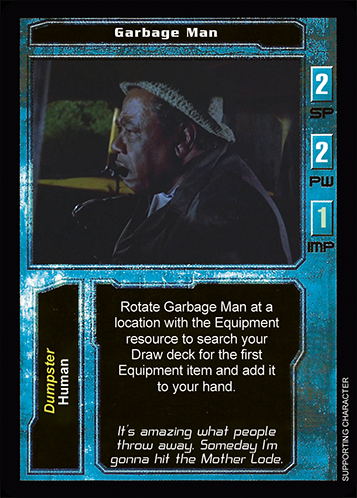 Garbage Man
2
SP
2
PW
1
IMP
Dumpster
Human
Rotate Garbage Man at a
location with the Equipment
resource to search your
Draw deck for the first
Equipment item and add it
to your hand.
It's amazing what people
throw away. Someday I'm
gonna hit the Mother Lode.
SUPPORTING CHARACTER